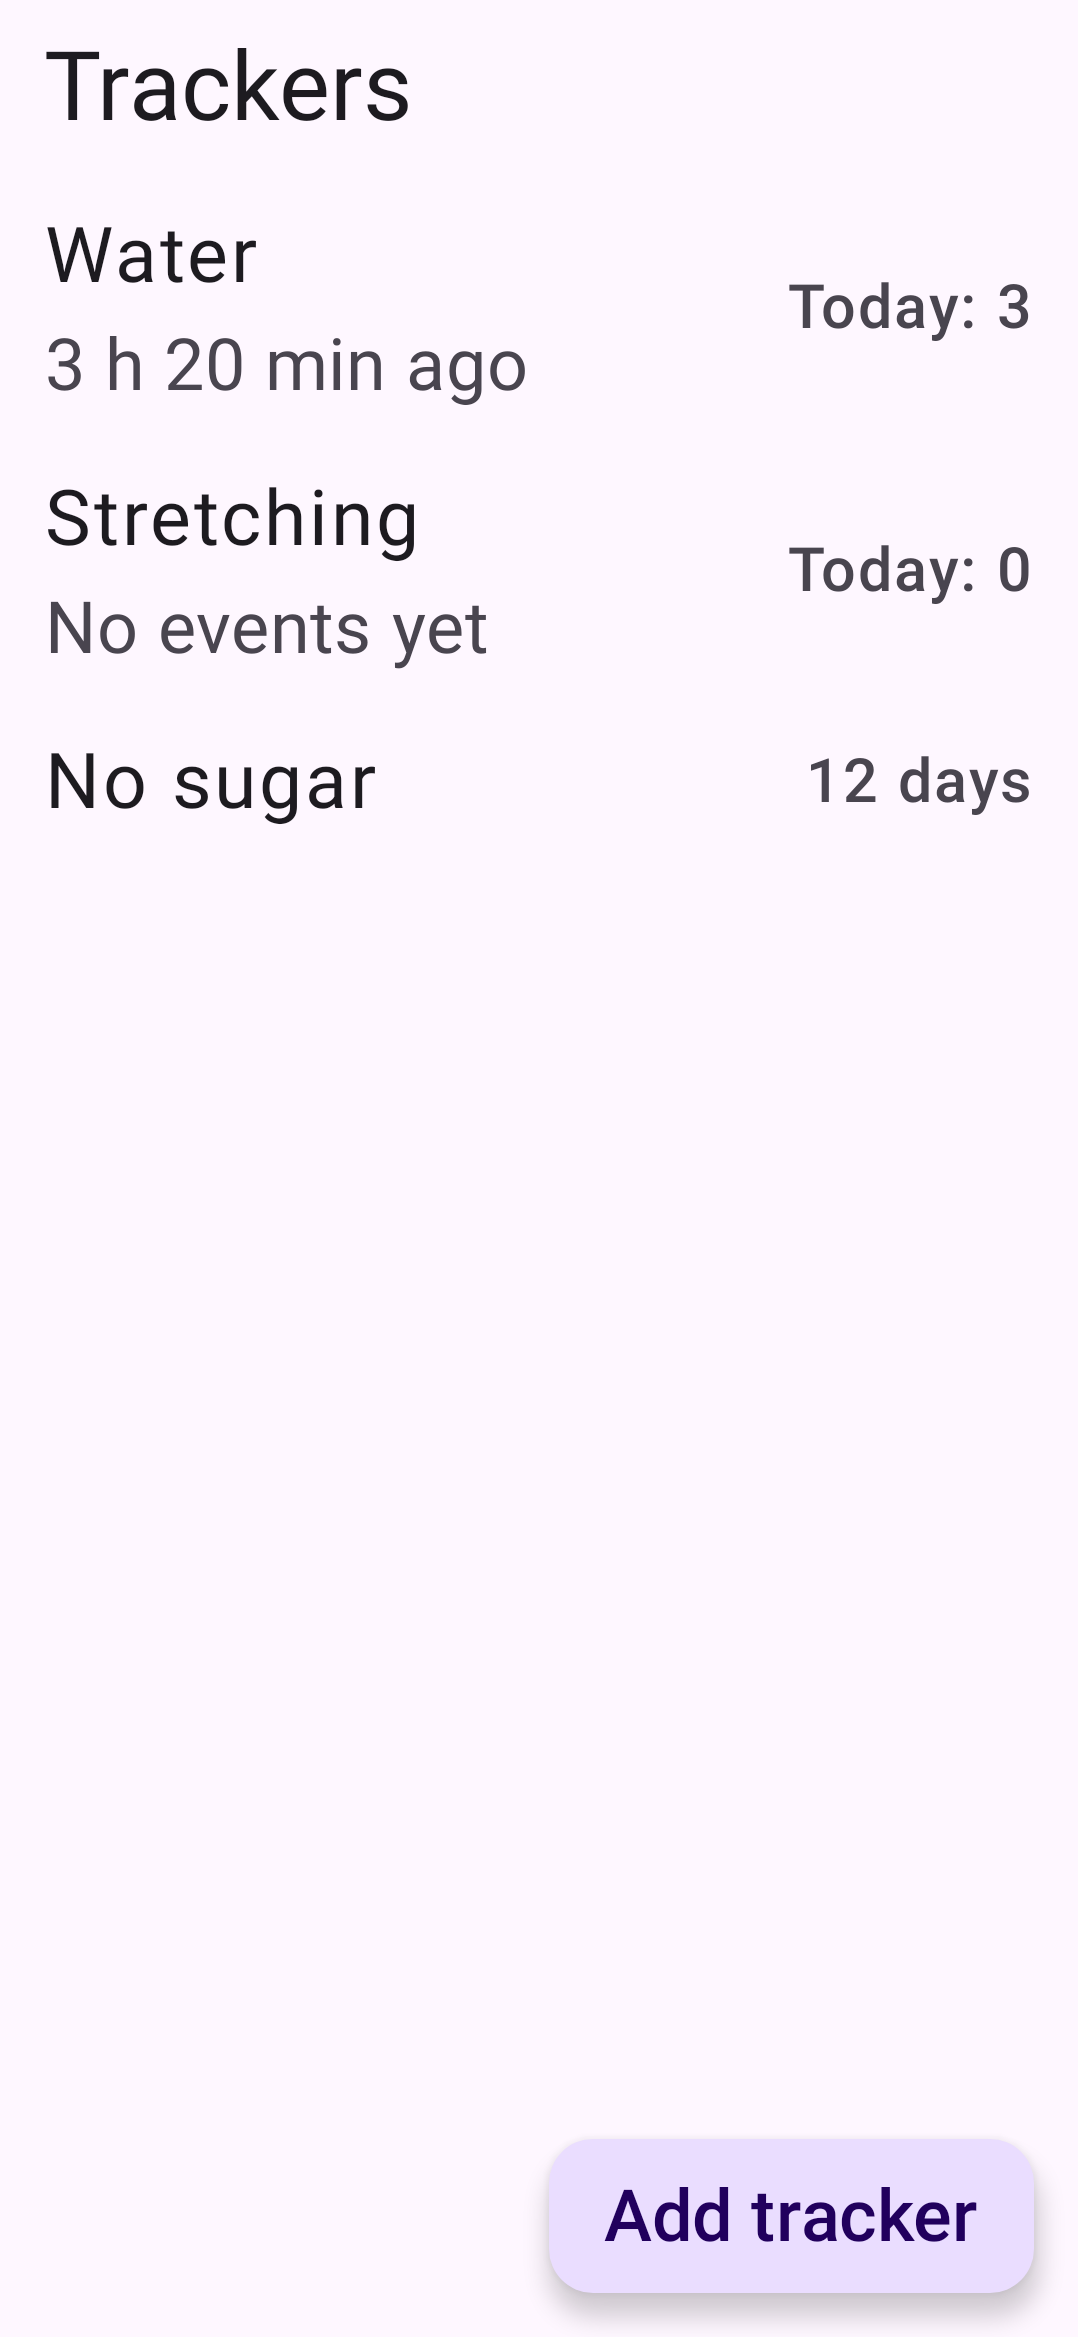 Trackers
Water
3 h 20 min ago
Today: 3
Stretching
No events yet
Today: 0
No sugar
12 days
Add tracker